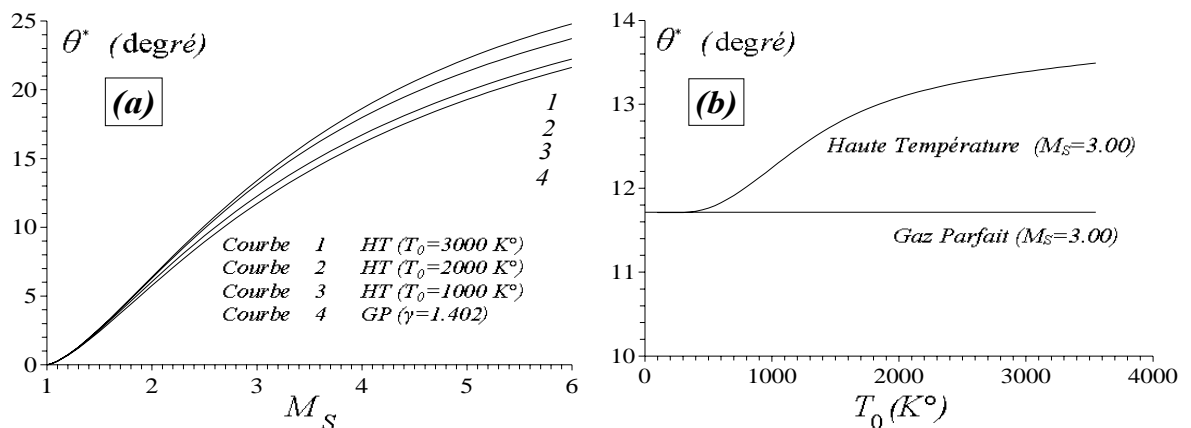 25
20
15
10
5
0
θ* (degré)
(a)
1
2
3
4
Courbe 1 HT (T₀=3000 K°)
Courbe 2 HT (T₀=2000 K°)
Courbe 3 HT (T₀=1000 K°)
Courbe 4 GP (γ=1.402)
1 2 3 4 5 6
M_S
14
13
12
11
10
θ* (degré)
(b)
Haute Température (M_S=3.00)
Gaz Parfait (M_S=3.00)
0 1000 2000 3000 4000
T₀ (K°)